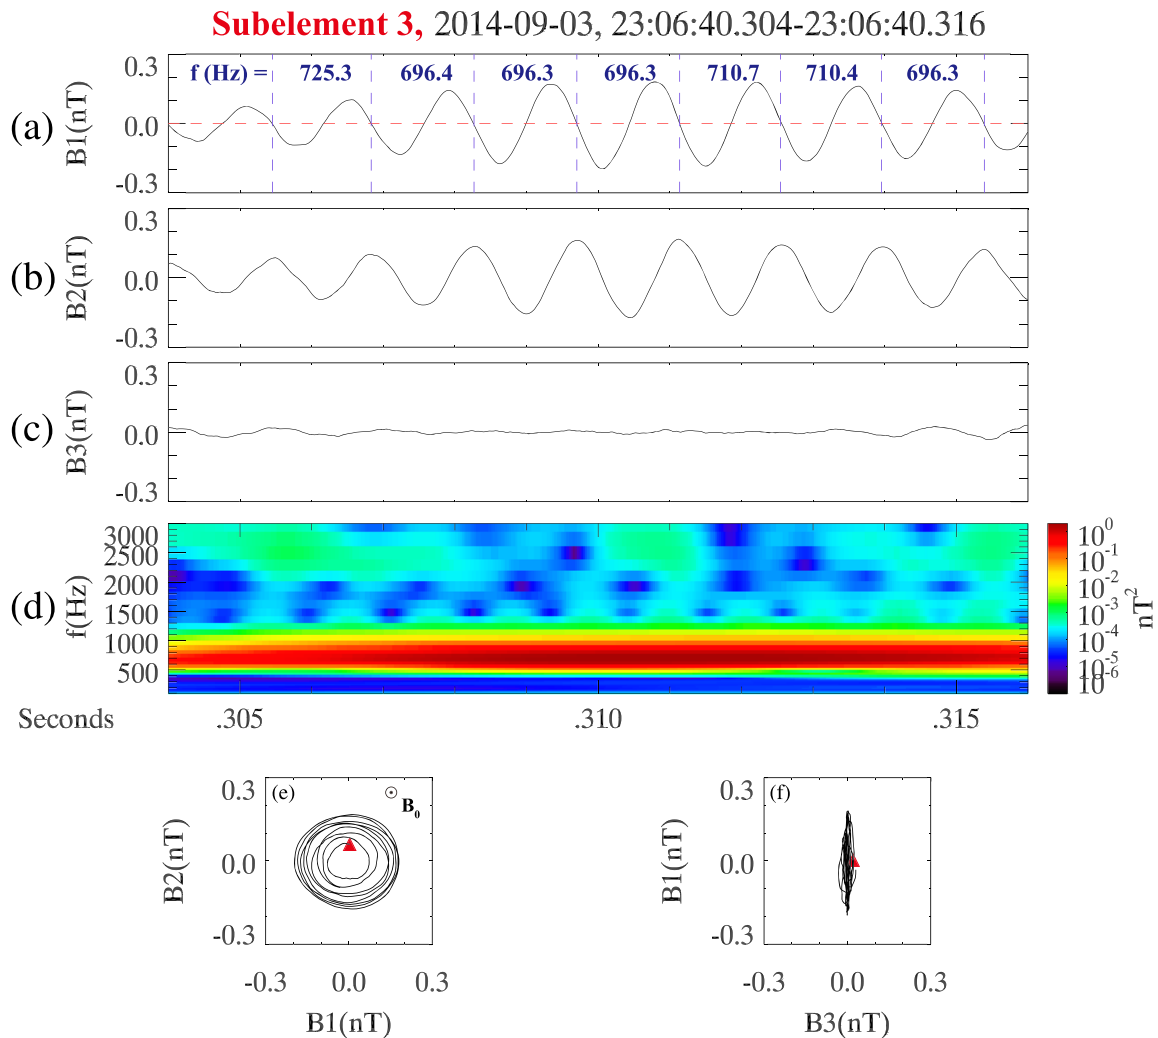 Subelement 3, 2014-09-03, 23:06:40.304-23:06:40.316
(a)
B1(nT)
0.3
0.0
-0.3
f (Hz) = 725.3 696.4 696.3 696.3 710.7 710.4 696.3
(b)
B2(nT)
0.3
0.0
-0.3
(c)
B3(nT)
0.3
0.0
-0.3
(d)
f(Hz)
3000
2500
2000
1500
1000
500
10^0
10^-1
10^-2
10^-3
10^-4
10^-5
10^-6
10
nT^2
Seconds .305 .310 .315
(e)
B0
B2(nT)
0.3
0.0
-0.3
-0.3 0.0 0.3
B1(nT)
(f)
B1(nT)
0.3
0.0
-0.3
-0.3 0.0 0.3
B3(nT)